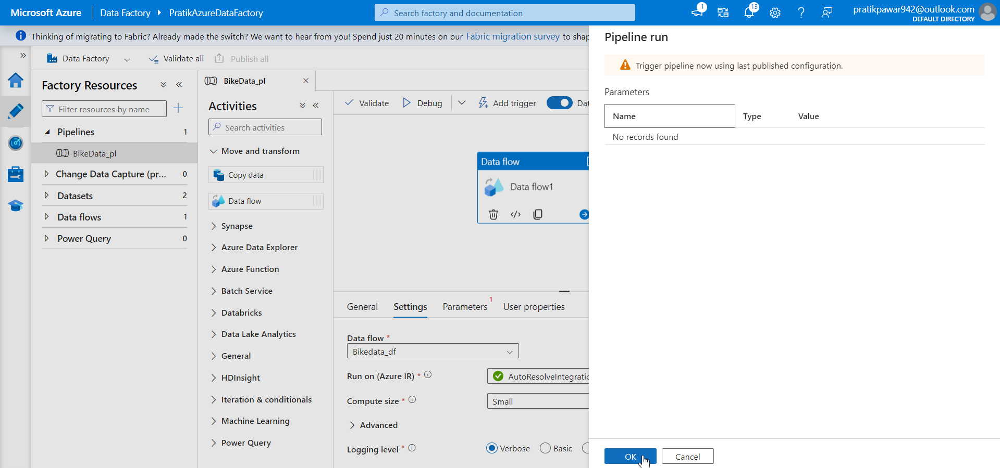 Microsoft Azure
Data Factory
PratikAzureDataFactory
Search factory and documentation
1
13
pratikpawar942@outlook.com
DEFAULT DIRECTORY
Thinking of migrating to Fabric? Already made the switch? We want to hear from you! Spend just 20 minutes on our Fabric migration survey to shap
Data Factory
Validate all
Publish all
Factory Resources
Filter resources by name
Pipelines 1
BikeData_pl
Change Data Capture (pr... 0
Datasets 2
Data flows 1
Power Query 0
BikeData_pl
Activities
Search activities
Move and transform
Copy data
Data flow
Synapse
Azure Data Explorer
Azure Function
Batch Service
Databricks
Data Lake Analytics
General
HDInsight
Iteration & conditionals
Machine Learning
Power Query
Validate
Debug
Add trigger
Dat
Data flow
Data flow1
General
Settings
Parameters 1
User properties
Data flow *
Bikedata_df
Run on (Azure IR) *
AutoResolveIntegratio
Compute size *
Small
Advanced
Logging level *
Verbose
Basic
Pipeline run
Trigger pipeline now using last published configuration.
Parameters
Name Type Value
No records found
OK
Cancel